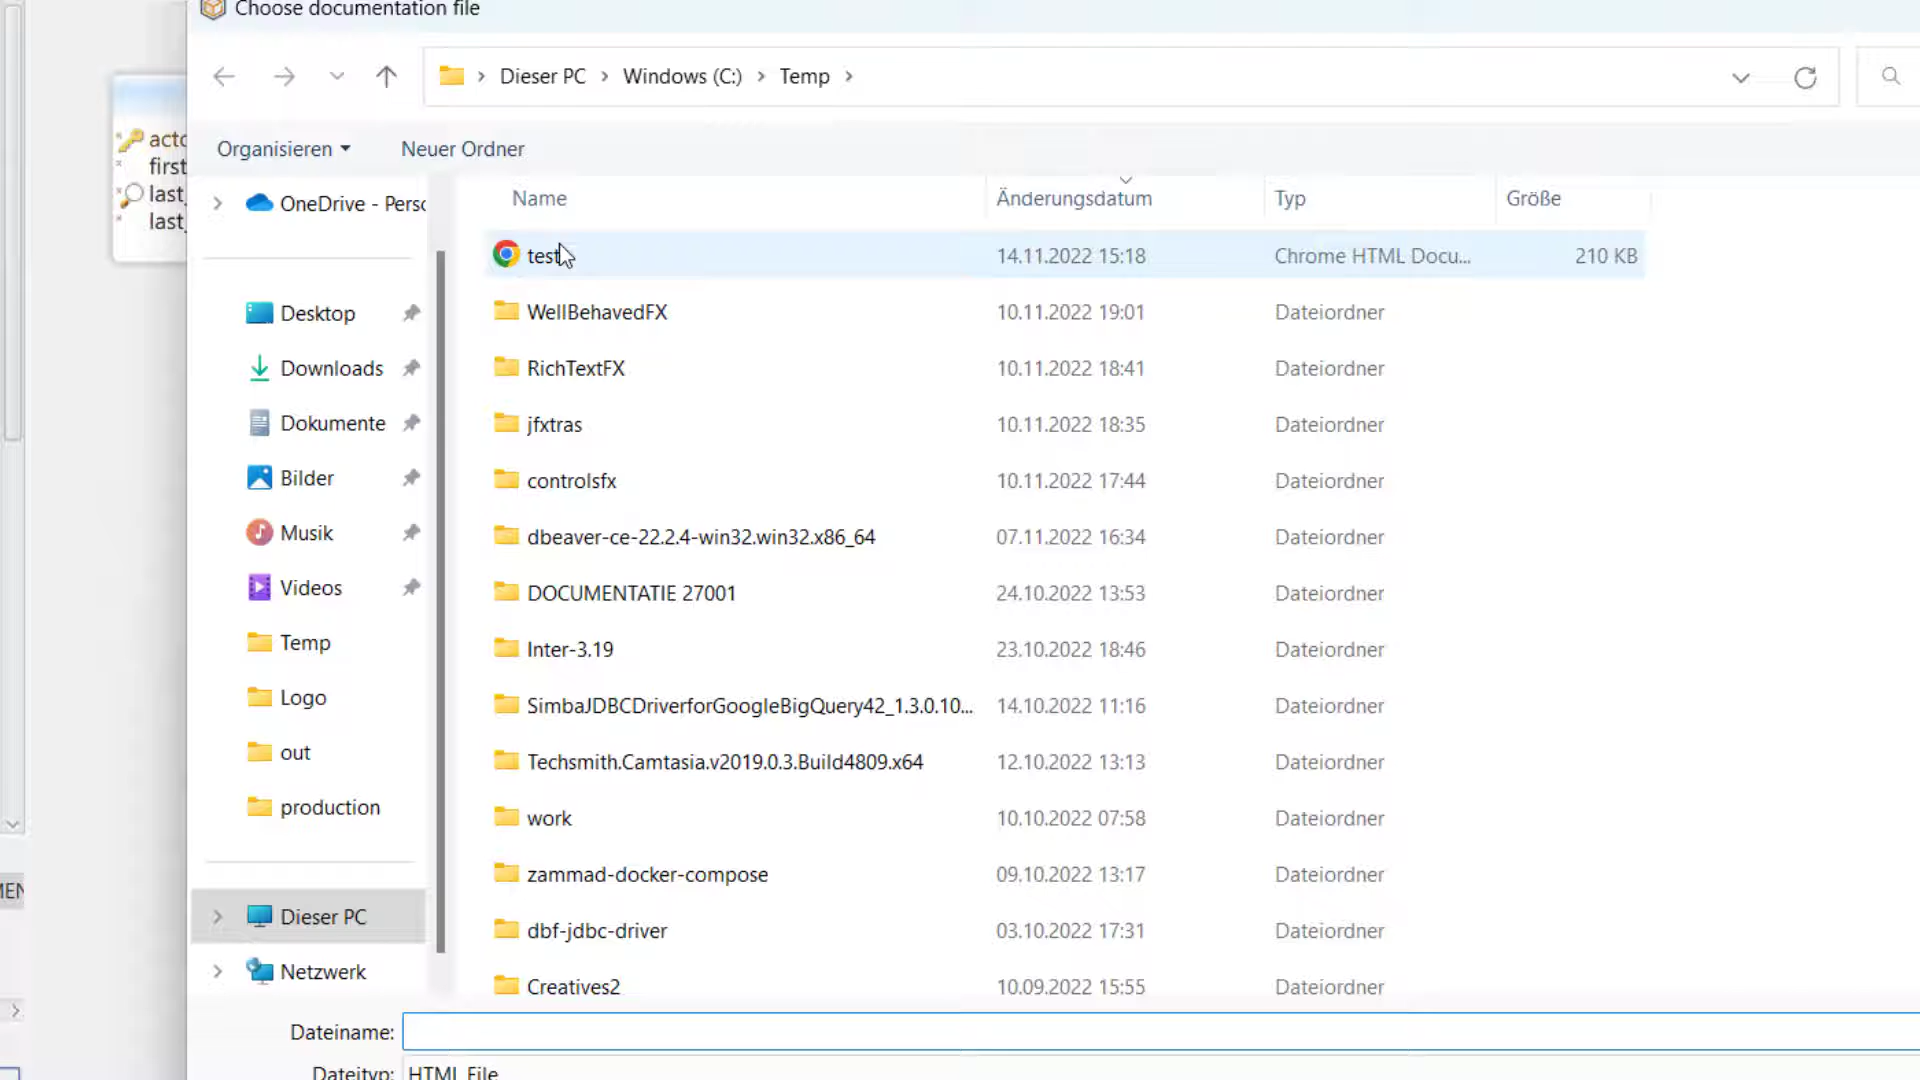 Choose documentation file
Dieser PC > Windows (C:) > Temp >
Organisieren Neuer Ordner
Name Änderungsdatum Typ Größe
test 14.11.2022 15:18 Chrome HTML Docu... 210 KB
WellBehavedFX 10.11.2022 19:01 Dateiordner
RichTextFX 10.11.2022 18:41 Dateiordner
jfxtras 10.11.2022 18:35 Dateiordner
controlsfx 10.11.2022 17:44 Dateiordner
dbeaver-ce-22.2.4-win32.win32.x86_64 07.11.2022 16:34 Dateiordner
DOCUMENTATIE 27001 24.10.2022 13:53 Dateiordner
Inter-3.19 23.10.2022 18:46 Dateiordner
SimbaJDBCDriverforGoogleBigQuery42_1.3.0.10... 14.10.2022 11:16 Dateiordner
Techsmith.Camtasia.v2019.0.3.Build4809.x64 12.10.2022 13:13 Dateiordner
work 10.10.2022 07:58 Dateiordner
zammad-docker-compose 09.10.2022 13:17 Dateiordner
dbf-jdbc-driver 03.10.2022 17:31 Dateiordner
Creatives2 10.09.2022 15:55 Dateiordner
OneDrive - Perso
Desktop
Downloads
Dokumente
Bilder
Musik
Videos
Temp
Logo
out
production
Dieser PC
Netzwerk
Dateiname:
Dateityp: HTML File
acto
first
last_
last_
MEN